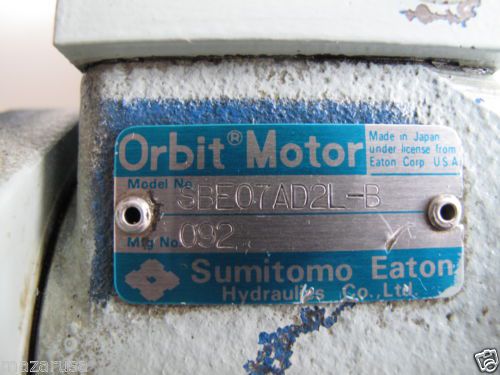 Orbit® Motor
Made in Japan
under license from
Eaton Corp U.S.A.
Model No. SBE07AD2L-B
Mfg No. 092
Sumitomo Eaton
Hydraulics Co., Ltd.
mazarusa